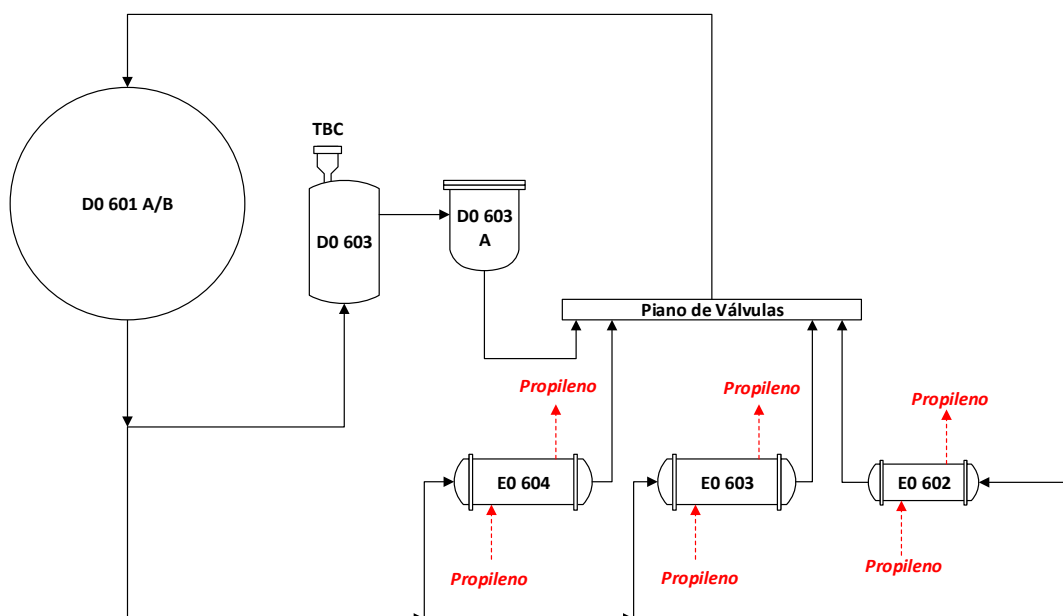 TBC
D0 601 A/B
D0 603
D0 603
A
Piano de Válvulas
Propileno
Propileno
Propileno
E0 604
E0 603
E0 602
Propileno
Propileno
Propileno